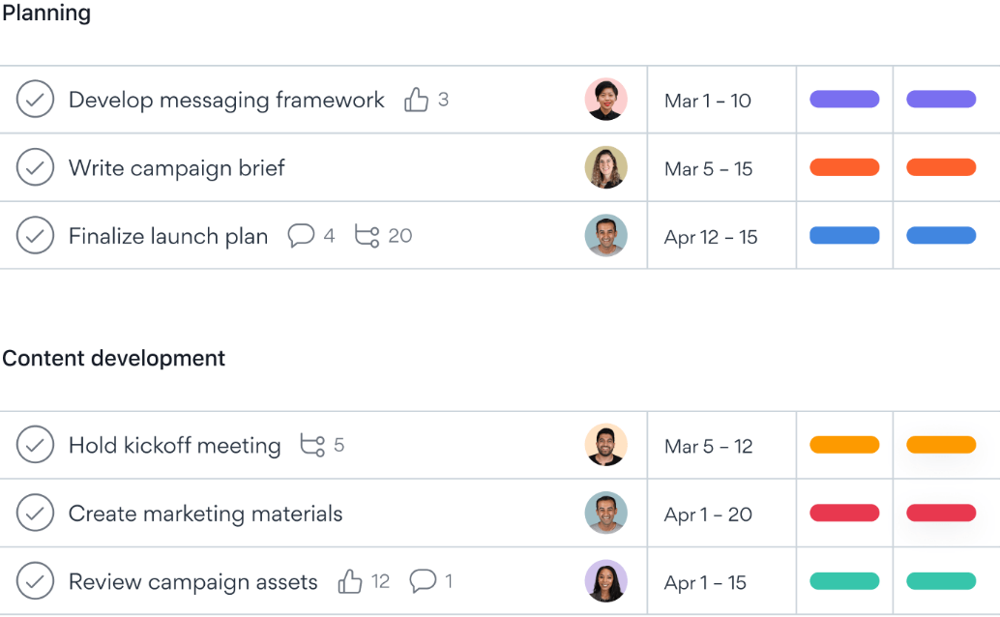 Planning
Develop messaging framework 3 Mar 1 – 10
Write campaign brief Mar 5 – 15
Finalize launch plan 4 20 Apr 12 – 15
Content development
Hold kickoff meeting 5 Mar 5 – 12
Create marketing materials Apr 1 – 20
Review campaign assets 12 1 Apr 1 – 15